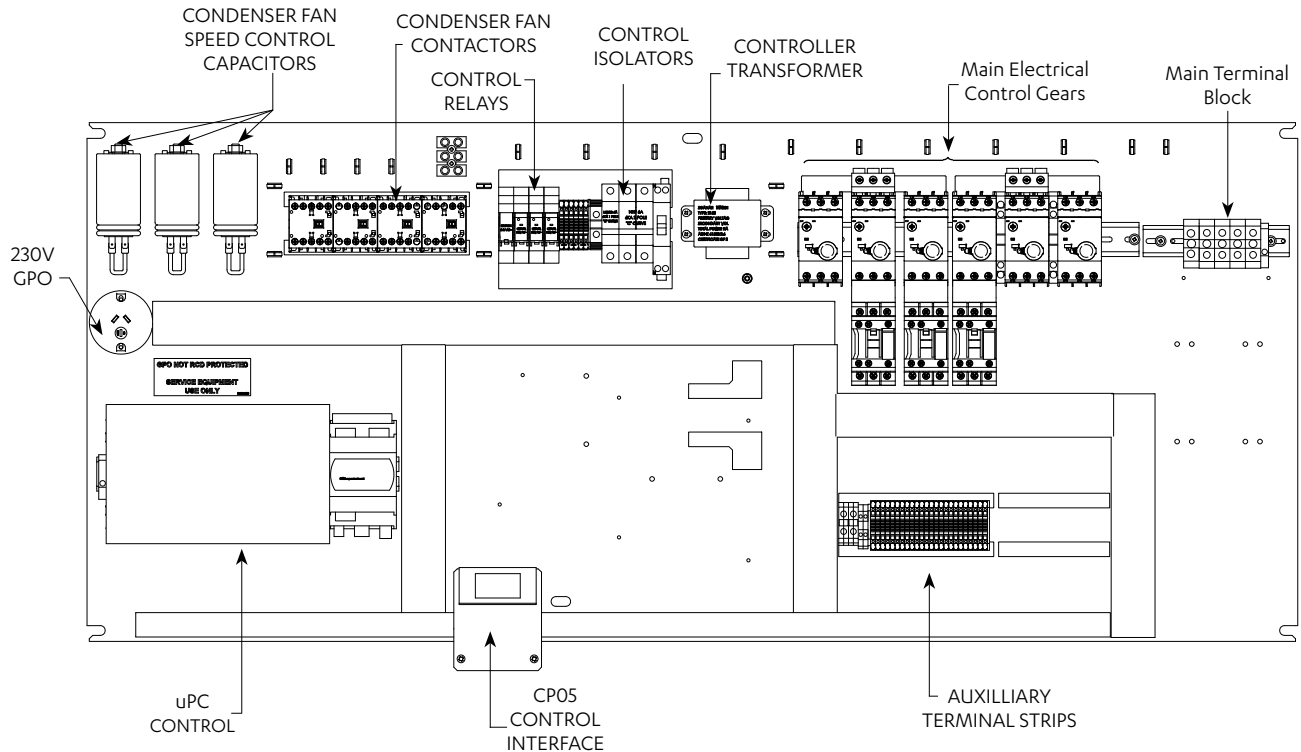 CONDENSER FAN
SPEED CONTROL
CAPACITORS
CONDENSER FAN
CONTACTORS
CONTROL
RELAYS
CONTROL
ISOLATORS
CONTROLLER
TRANSFORMER
Main Electrical
Control Gears
Main Terminal
Block
230V
GPO
GPO NOT RCD PROTECTED
SERVICE EQUIPMENT
USE ONLY
uPC
CONTROL
CP05
CONTROL
INTERFACE
AUXILLIARY
TERMINAL STRIPS